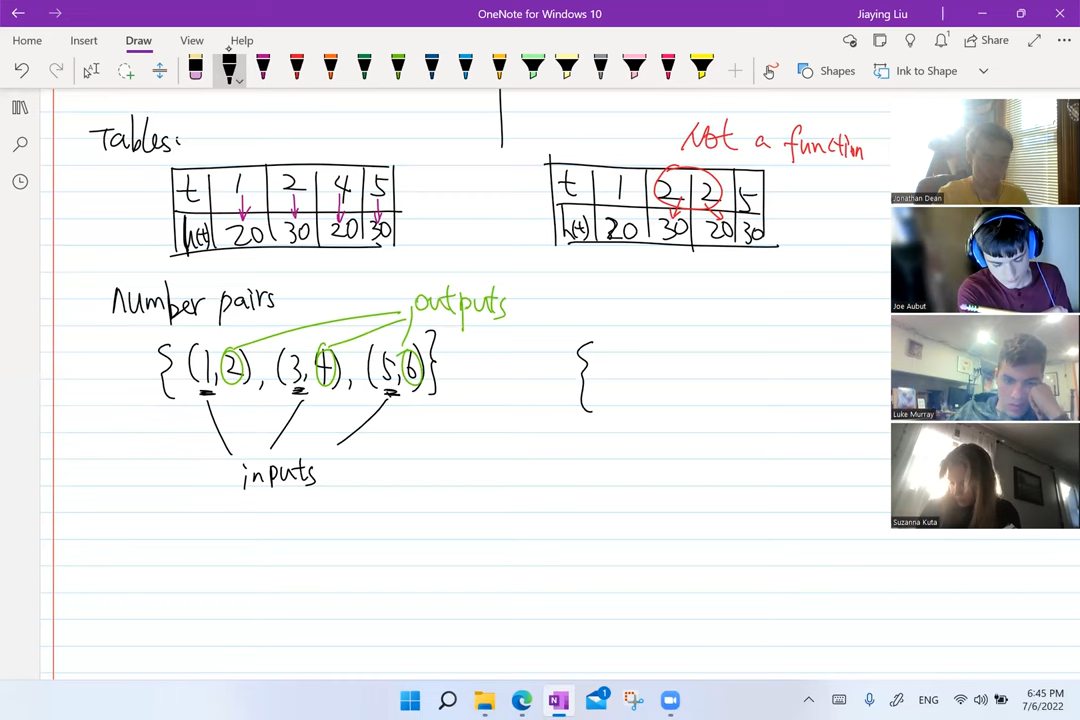 OneNote for Windows 10
Jiaying Liu
Home Insert Draw View Help
Share
Shapes
Ink to Shape
Tables:
Not a function
t 1 2 4 5
h(t) 20 30 20 30
t 1 2 2 5
h(t) 20 30 20 30
Number pairs
outputs
{ (1,2), (3,4), (5,6) }
{
inputs
Jonathan Dean
Joe Aubut
Luke Murray
Suzanna Kuta
1
ENG
6:45 PM
7/6/2022